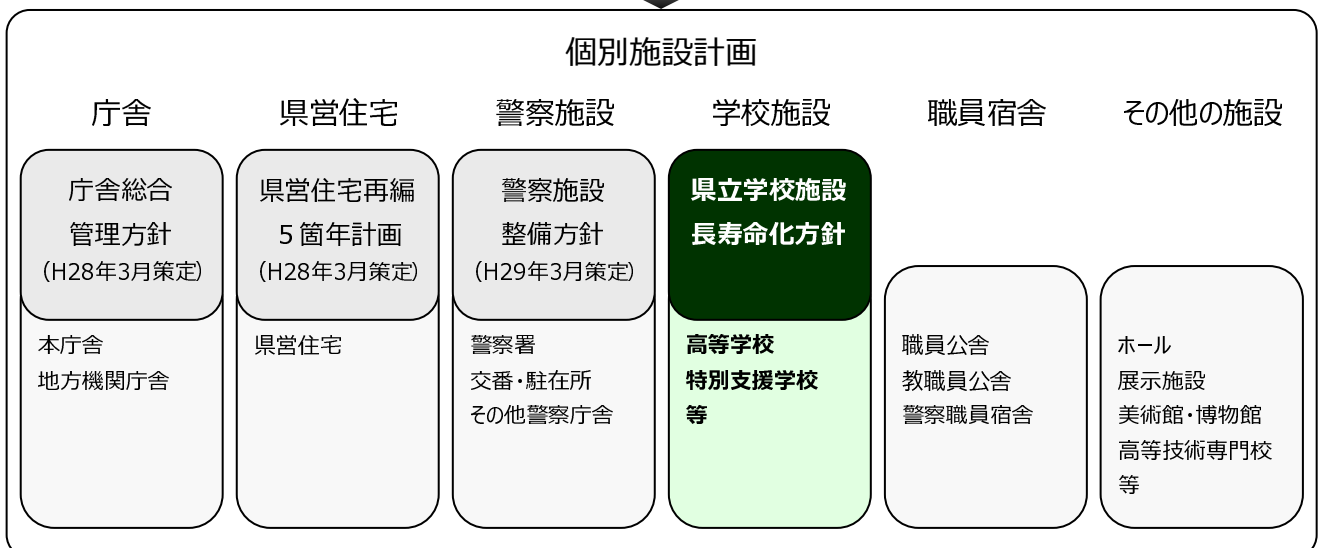 個別施設計画
庁舎
県営住宅
警察施設
学校施設
職員宿舎
その他の施設
庁舎総合
管理方針
（H28年3月策定）
本庁舎
地方機関庁舎
県営住宅再編
５箇年計画
（H28年3月策定）
県営住宅
警察施設
整備方針
（H29年3月策定）
警察署
交番・駐在所
その他警察庁舎
県立学校施設
長寿命化方針
高等学校
特別支援学校
等
職員公舎
教職員公舎
警察職員宿舎
ホール
展示施設
美術館・博物館
高等技術専門校
等